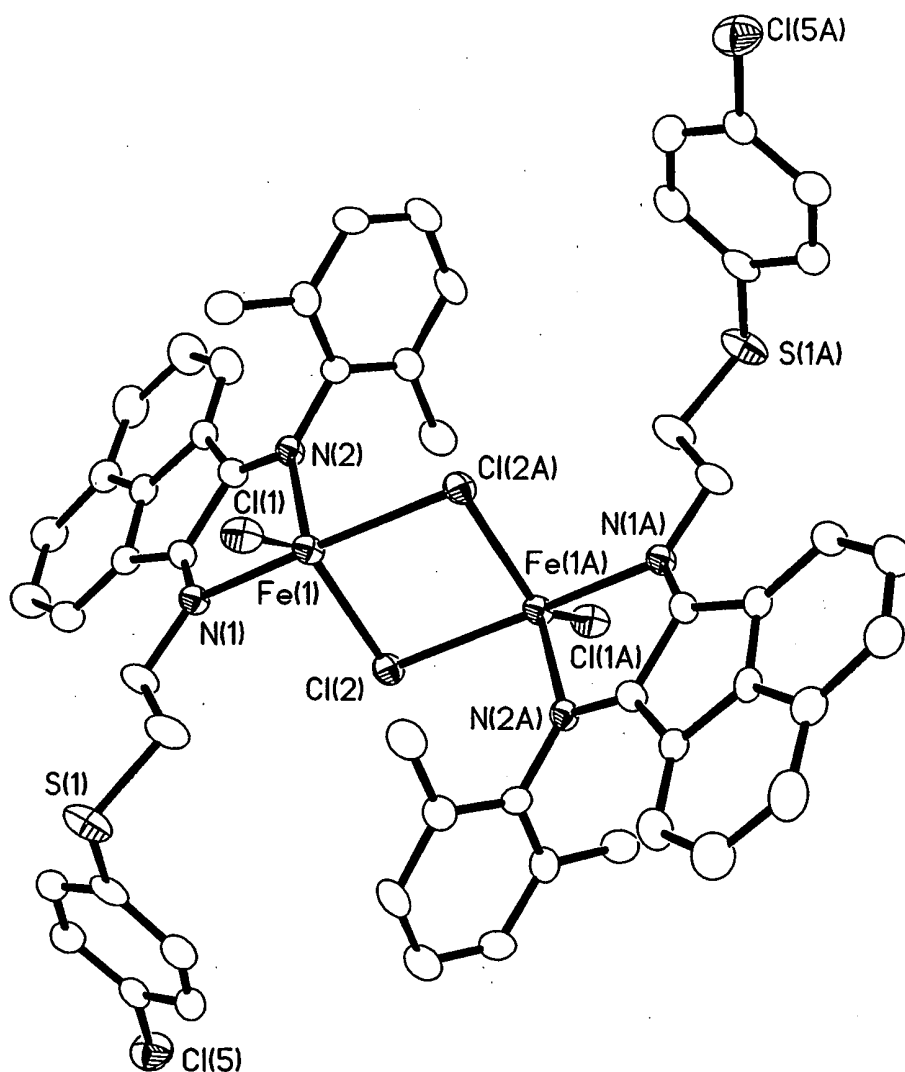 Cl(5A)
S(1A)
N(2)
Cl(2A)
Cl(1)
N(1A)
Fe(1A)
Fe(1)
N(1)
Cl(1A)
Cl(2)
N(2A)
S(1)
Cl(5)